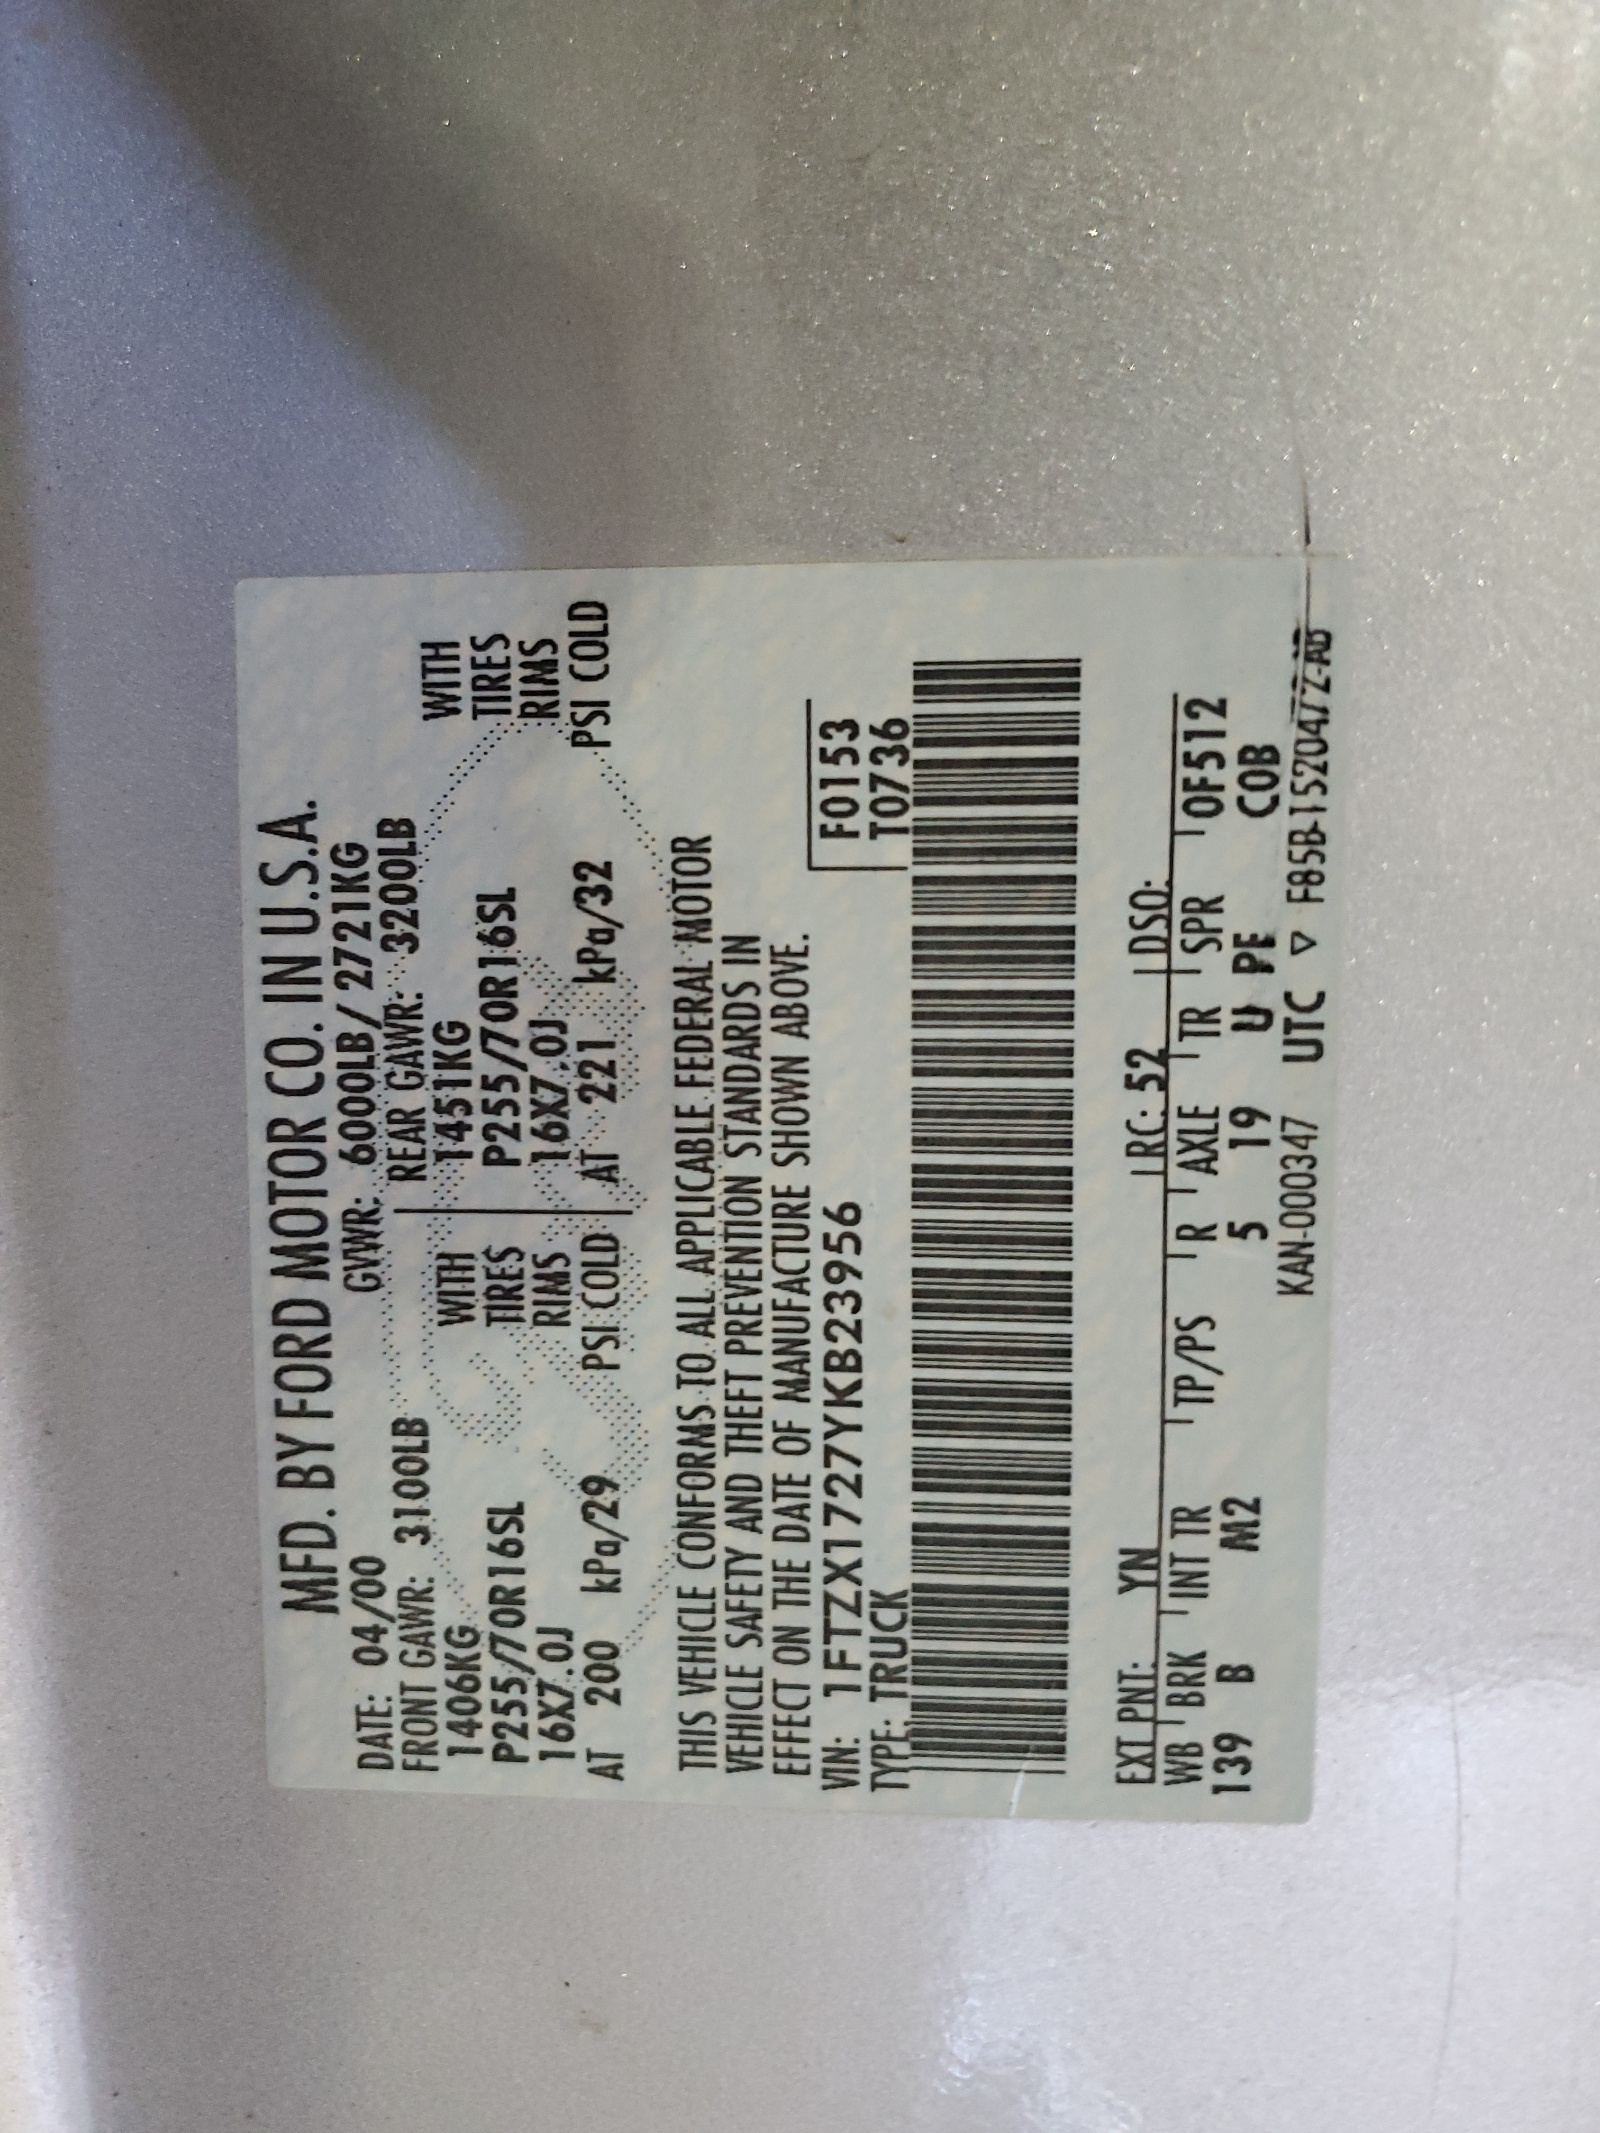 MFD. BY FORD MOTOR CO. IN U.S.A.
DATE: 04/00 GVWR: 6000LB/ 2721KG
FRONT GAWR: 3100LB REAR GAWR: 3200LB
1406KG WITH 1451KG WITH
P255/70R16SL TIRES P255/70R16SL TIRES
16X7.0J RIMS 16X7.0J RIMS
AT 200 kPa/29 PSI COLD AT 221 kPa/32 PSI COLD
THIS VEHICLE CONFORMS TO ALL APPLICABLE FEDERAL MOTOR
VEHICLE SAFETY AND THEFT PREVENTION STANDARDS IN
EFFECT ON THE DATE OF MANUFACTURE SHOWN ABOVE.
VIN: 1FTZX1727YKB23956 F0153
TYPE: TRUCK T0736
EXT PNT: YN RC: 52 DSO:
WB BRK INT TR TP/PS R AXLE TR SPR 0F512
139 B M2 5 19 U PF COB
KAN-000347 UTC ▽ F85B-1520472-AB